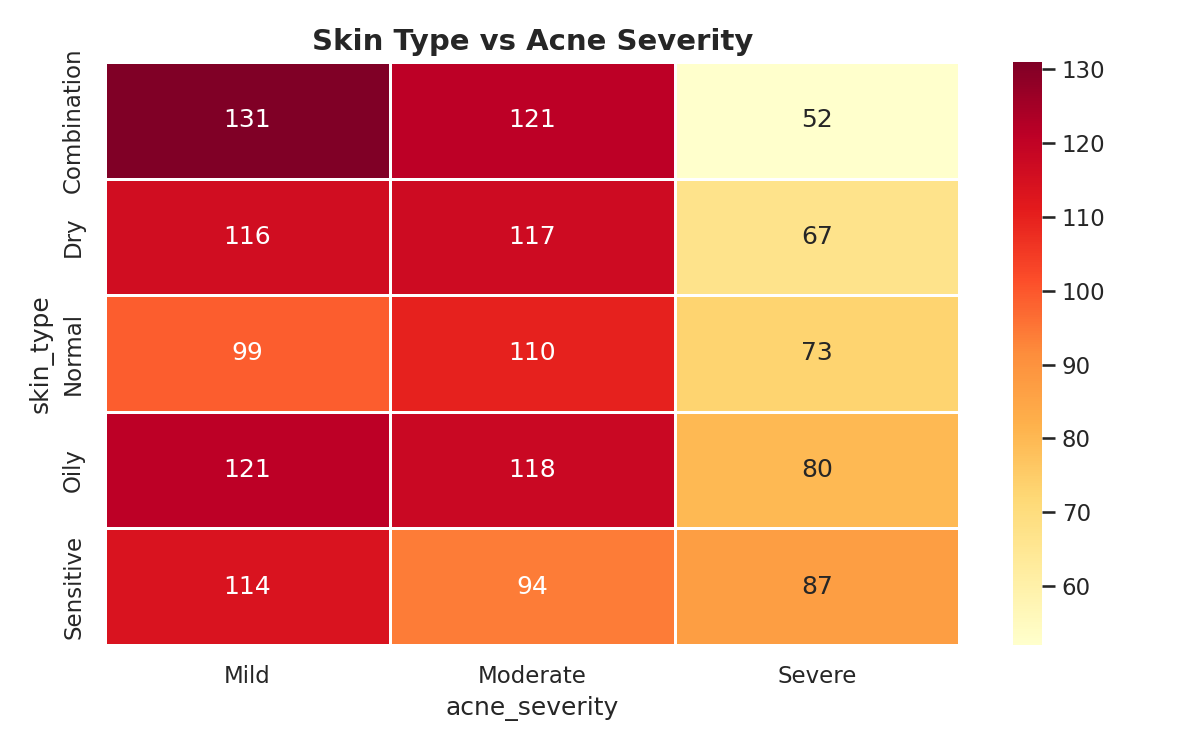 Skin Type vs Acne Severity
skin_type
Combination 131 121 52
Dry 116 117 67
Normal 99 110 73
Oily 121 118 80
Sensitive 114 94 87
Mild Moderate Severe
acne_severity
130
120
110
100
90
80
70
60